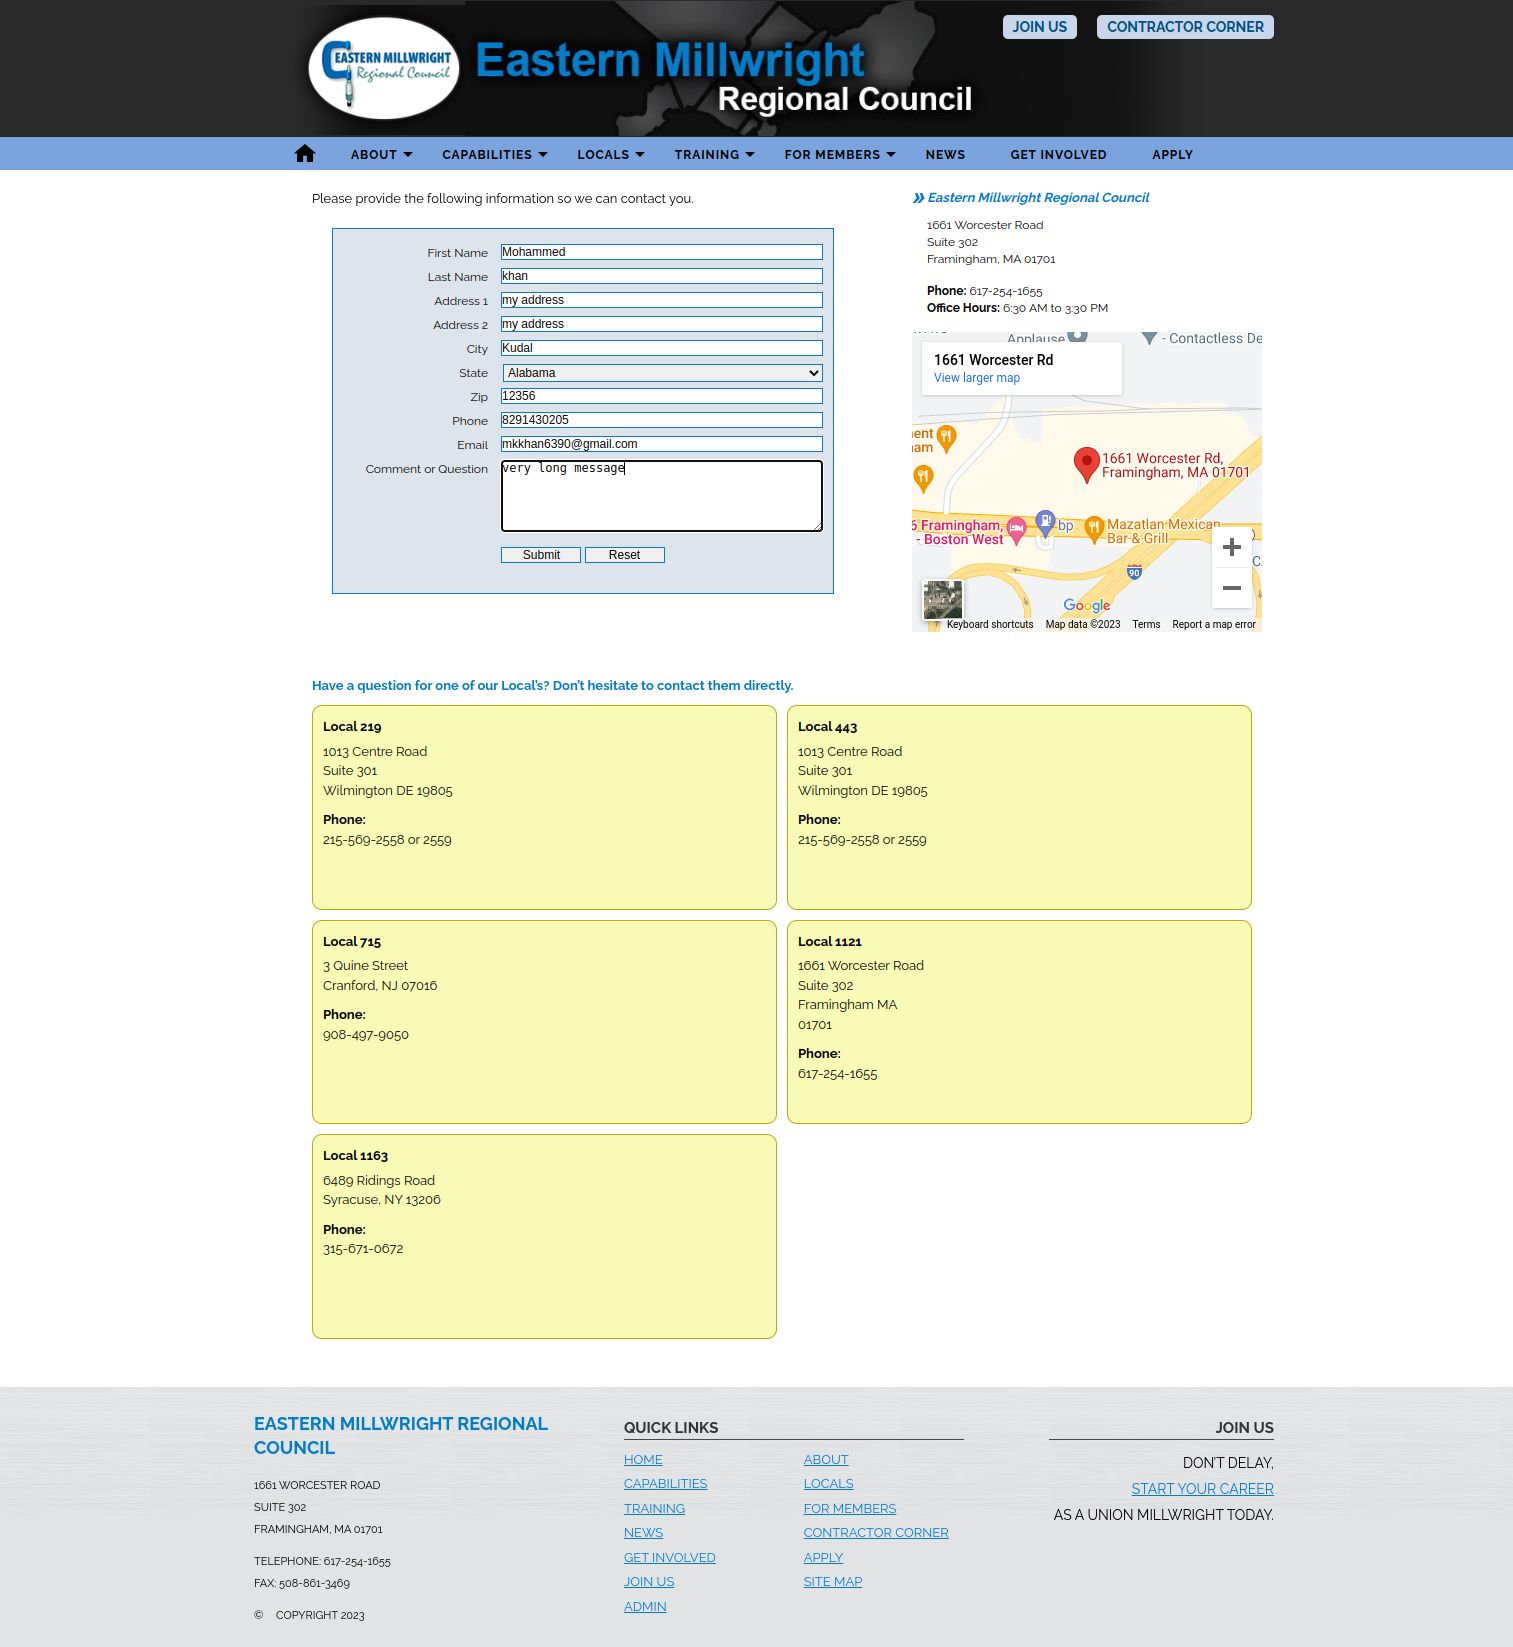 JOIN US
CONTRACTOR CORNER
EASTERN MILLWRIGHT
Regional Council
Eastern Millwright
Regional Council
ABOUT
CAPABILITIES
LOCALS
TRAINING
FOR MEMBERS
NEWS
GET INVOLVED
APPLY
Please provide the following information so we can contact you.
First Name Mohammed
Last Name khan
Address 1 my address
Address 2 my address
City Kudal
State Alabama
Zip 12356
Phone 8291430205
Email mkkhan6390@gmail.com
Comment or Question very long message
Submit Reset
» Eastern Millwright Regional Council
1661 Worcester Road
Suite 302
Framingham, MA 01701
Phone: 617-254-1655
Office Hours: 6:30 AM to 3:30 PM
Applause
- Contactless De
1661 Worcester Rd
View larger map
ent
am
1661 Worcester Rd,
Framingham, MA 01701
6 Framingham,
- Boston West
bp
Mazatlan Mexican
Bar & Grill
90
Google
Keyboard shortcuts Map data ©2023 Terms Report a map error
Have a question for one of our Local's? Don't hesitate to contact them directly.
Local 219
1013 Centre Road
Suite 301
Wilmington DE 19805
Phone:
215-569-2558 or 2559
Local 443
1013 Centre Road
Suite 301
Wilmington DE 19805
Phone:
215-569-2558 or 2559
Local 715
3 Quine Street
Cranford, NJ 07016
Phone:
908-497-9050
Local 1121
1661 Worcester Road
Suite 302
Framingham MA
01701
Phone:
617-254-1655
Local 1163
6489 Ridings Road
Syracuse, NY 13206
Phone:
315-671-0672
EASTERN MILLWRIGHT REGIONAL
COUNCIL
1661 WORCESTER ROAD
SUITE 302
FRAMINGHAM, MA 01701
TELEPHONE: 617-254-1655
FAX: 508-861-3469
© COPYRIGHT 2023
QUICK LINKS
HOME
CAPABILITIES
TRAINING
NEWS
GET INVOLVED
JOIN US
ADMIN
ABOUT
LOCALS
FOR MEMBERS
CONTRACTOR CORNER
APPLY
SITE MAP
JOIN US
DON'T DELAY,
START YOUR CAREER
AS A UNION MILLWRIGHT TODAY.